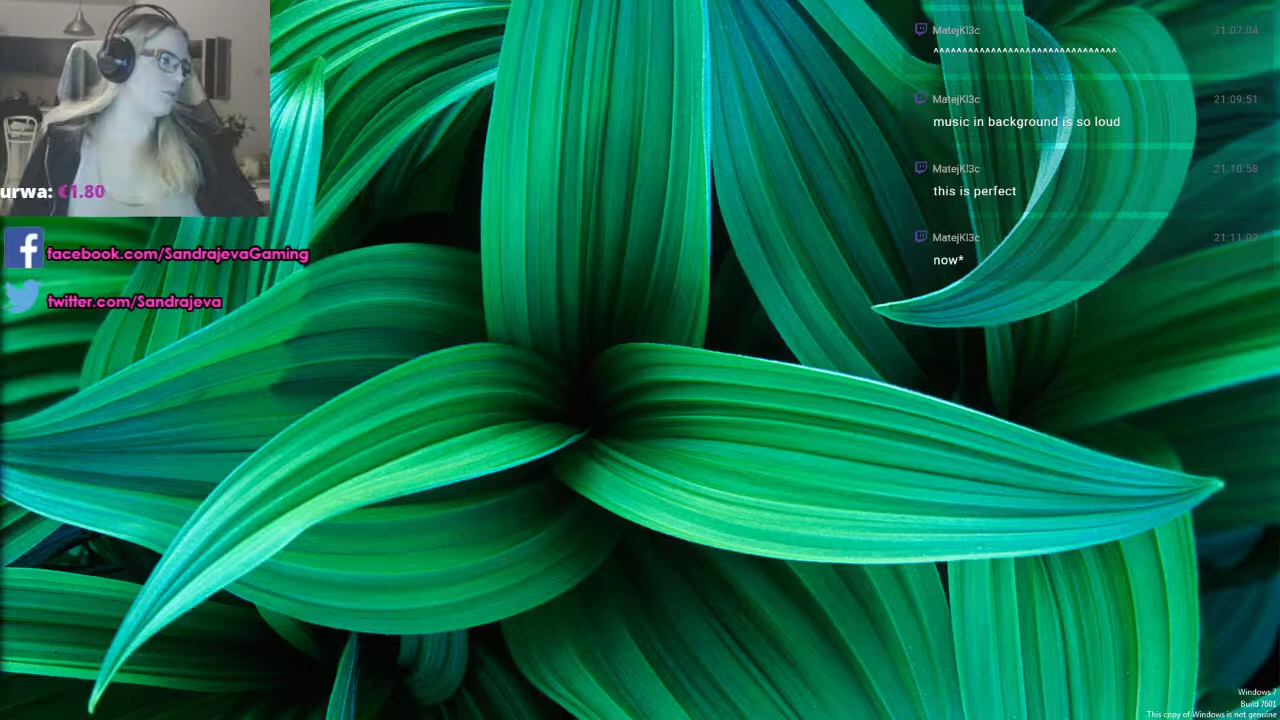 MatejKl3c 21:07:04
^^^^^^^^^^^^^^^^^^^^^^^^^^^^^^^^
MatejKl3c 21:09:51
music in background is so loud
MatejKl3c 21:10:58
this is perfect
MatejKl3c 21:11:02
now*
urwa: €1.80
facebook.com/SandrajevaGaming
twitter.com/Sandrajeva
Windows 7
Build 7601
This copy of Windows is not genuine